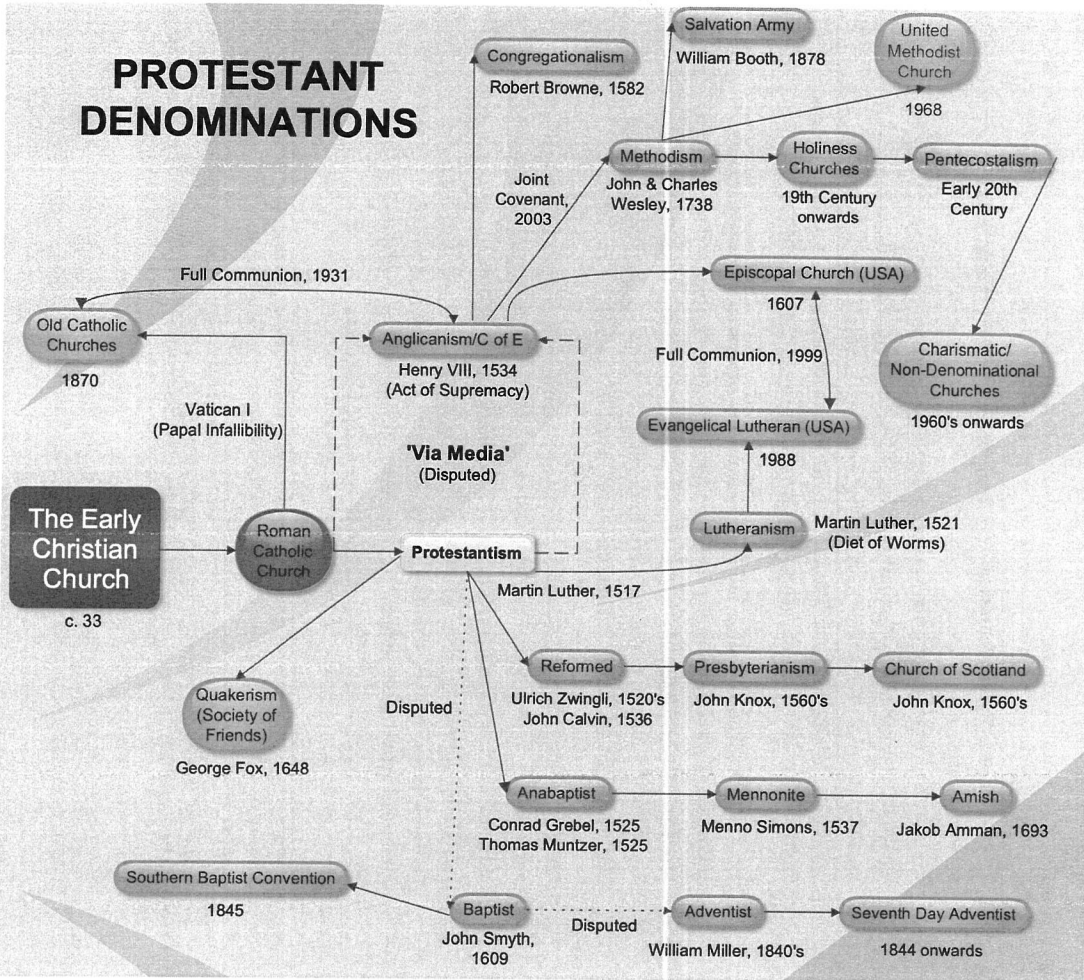 PROTESTANT
DENOMINATIONS
Congregationalism
Robert Browne, 1582
Salvation Army
William Booth, 1878
United
Methodist
Church
1968
Joint
Covenant,
2003
Methodism
John & Charles
Wesley, 1738
Holiness
Churches
19th Century
onwards
Pentecostalism
Early 20th
Century
Full Communion, 1931
Episcopal Church (USA)
1607
Old Catholic
Churches
1870
Anglicanism/C of E
Henry VIII, 1534
(Act of Supremacy)
Full Communion, 1999
Charismatic/
Non-Denominational
Churches
1960's onwards
Vatican I
(Papal Infallibility)
'Via Media'
(Disputed)
Evangelical Lutheran (USA)
1988
The Early
Christian
Church
c. 33
Roman
Catholic
Church
Protestantism
Lutheranism
Martin Luther, 1521
(Diet of Worms)
Martin Luther, 1517
Quakerism
(Society of
Friends)
George Fox, 1648
Disputed
Reformed
Ulrich Zwingli, 1520's
John Calvin, 1536
Presbyterianism
John Knox, 1560's
Church of Scotland
John Knox, 1560's
Anabaptist
Conrad Grebel, 1525
Thomas Muntzer, 1525
Mennonite
Menno Simons, 1537
Amish
Jakob Amman, 1693
Southern Baptist Convention
1845
Baptist
John Smyth,
1609
Disputed
Adventist
William Miller, 1840's
Seventh Day Adventist
1844 onwards